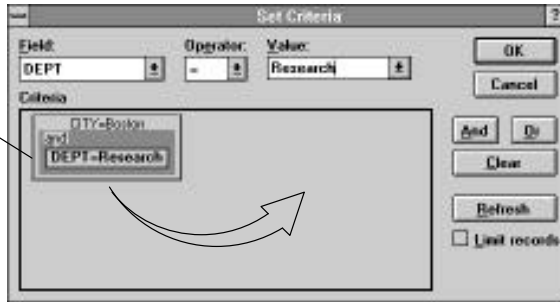 Set Criteria
?
Field:
Operator:
Value:
OK
DEPT
=
Research
Cancel
Criteria
CITY=Boston
and
DEPT=Research
And
Or
Clear
Refresh
Limit records